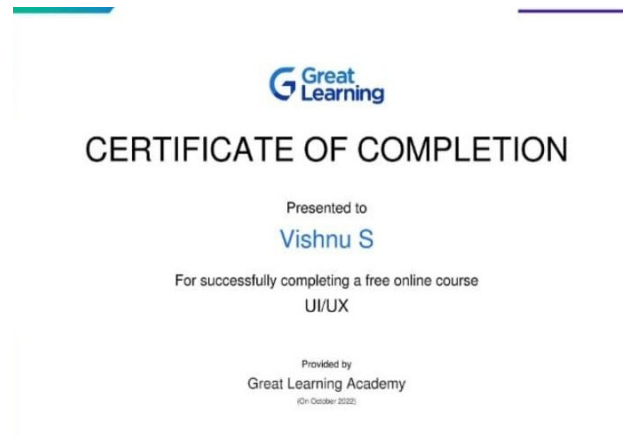 Great
Learning
CERTIFICATE OF COMPLETION
Presented to
Vishnu S
For successfully completing a free online course
UI/UX
Provided by
Great Learning Academy
(On October 2022)